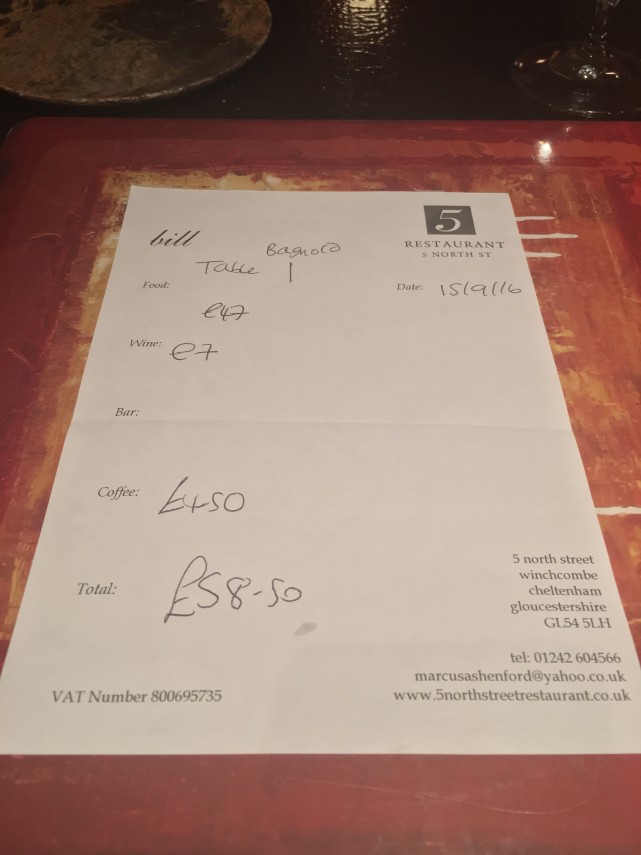 5
bill
RESTAURANT
5 NORTH ST
Table 1
Food:
Date: 15/9/16
£47
Wine: £7
Bar:
Coffee: £4-50
Total: £58-50
5 north street
winchcombe
cheltenham
gloucestershire
GL54 5LH
tel: 01242 604566
marcusashenford@yahoo.co.uk
VAT Number 800695735
www.5northstreetrestaurant.co.uk